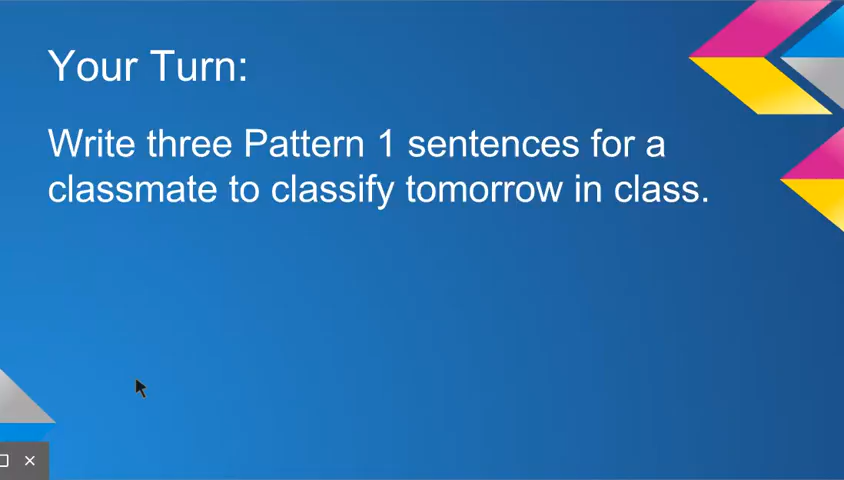 Your Turn:
Write three Pattern 1 sentences for a
classmate to classify tomorrow in class.